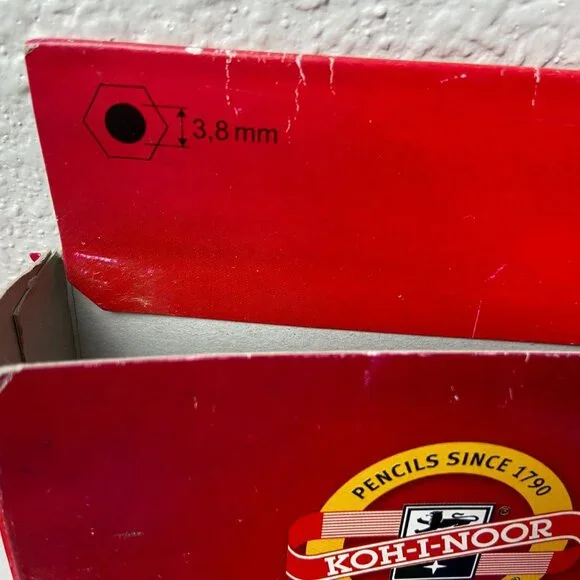 3,8 mm
PENCILS SINCE 1790
®
KOH-I-NOOR